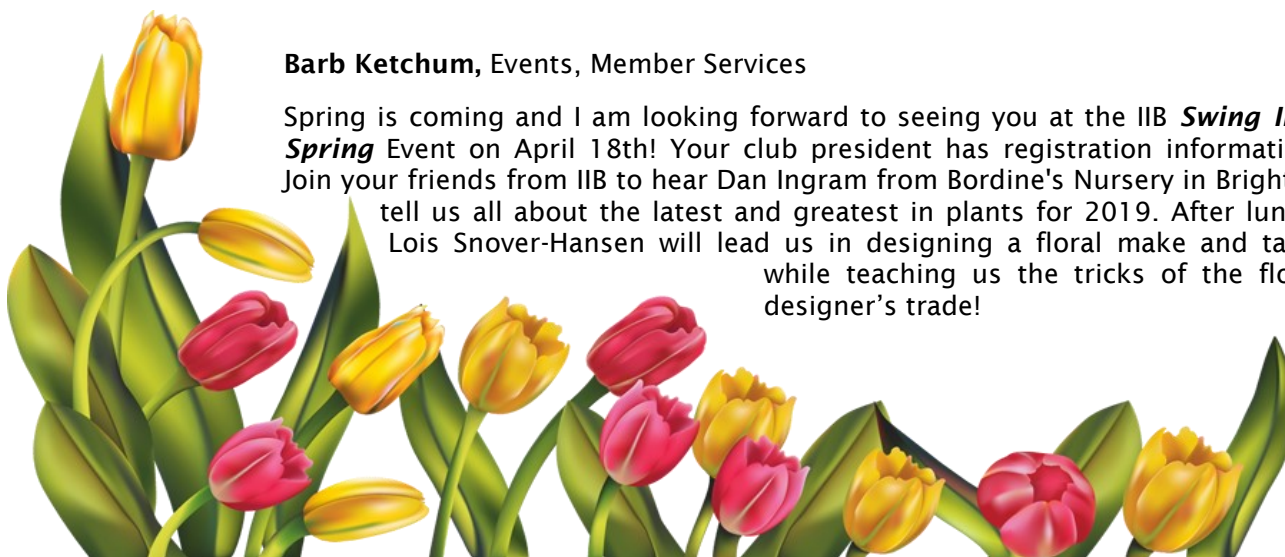 Barb Ketchum, Events, Member Services
Spring is coming and I am looking forward to seeing you at the IIB Swing
Spring Event on April 18th! Your club president has registration
Join your friends from IIB to hear Dan Ingram from Bordine's Nursery in
tell us all about the latest and greatest in plants for 2019. After
Lois Snover-Hansen will lead us in designing a floral make and
while teaching us the tricks of the
designer’s trade!